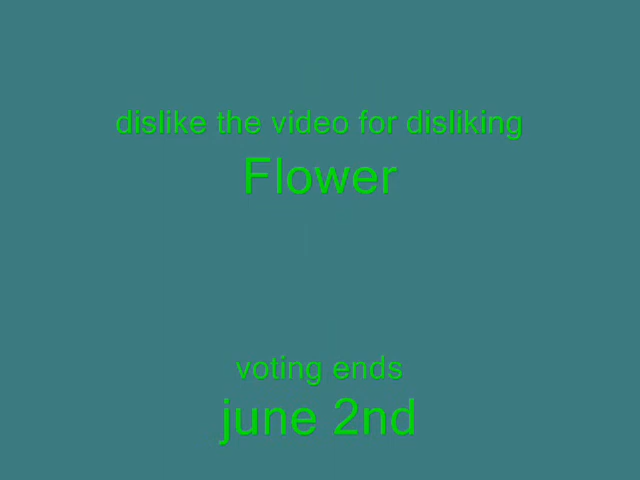 dislike the video for disliking
Flower
voting ends
june 2nd